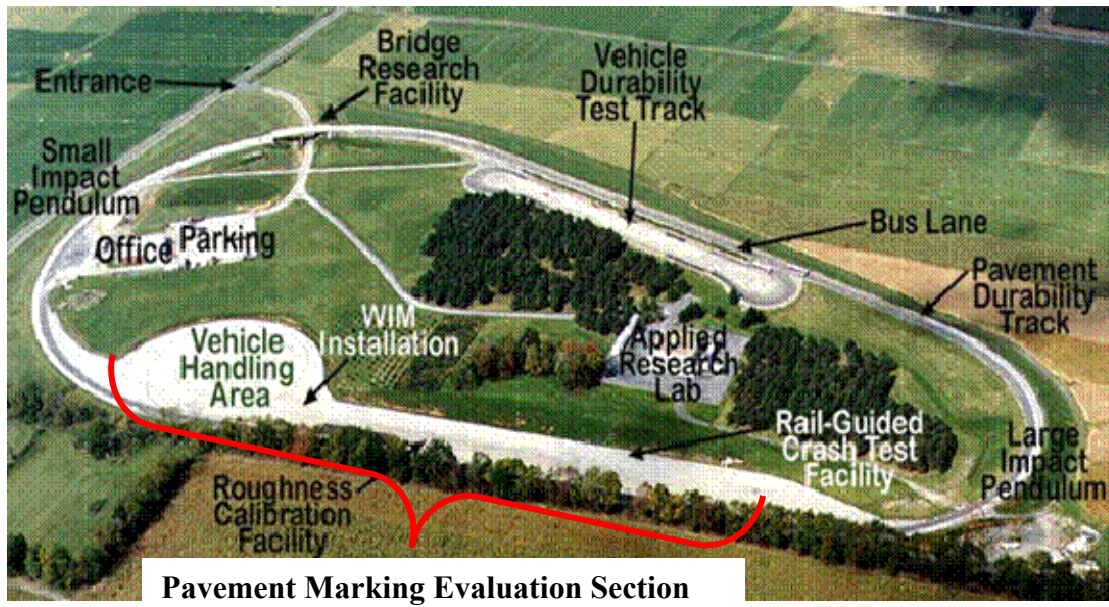 Entrance
Bridge
Research
Facility
Vehicle
Durability
Test Track
Small
Impact
Pendulum
Office
Parking
Bus Lane
Pavement
Durability
Track
WIM
Installation
Vehicle
Handling
Area
Applied
Research
Lab
Rail-Guided
Crash Test
Facility
Large
Impact
Pendulum
Roughness
Calibration
Facility
Pavement Marking Evaluation Section